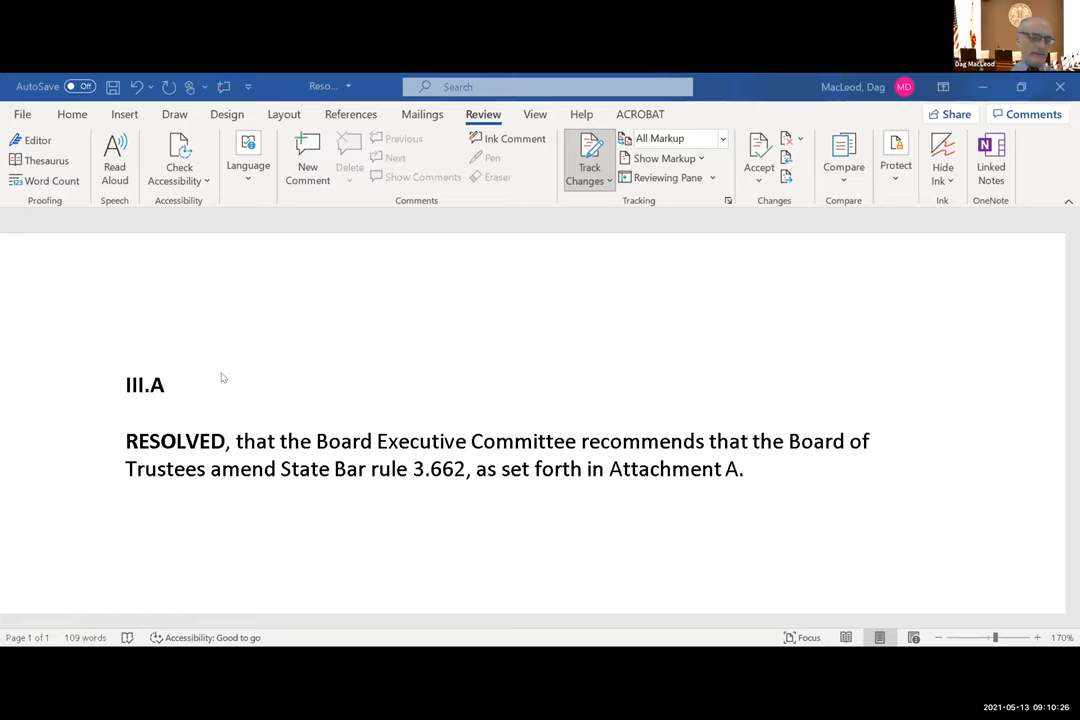 Dag MacLeod
AutoSave Off Reso... Search MacLeod, Dag MD
File Home Insert Draw Design Layout References Mailings Review View Help ACROBAT Share Comments
Editor
Thesaurus
Word Count
Proofing
Read Aloud
Speech
Check Accessibility
Accessibility
Language
New Comment
Delete
Previous
Next
Show Comments
Ink Comment
Pen
Eraser
Comments
Track Changes
All Markup
Show Markup
Reviewing Pane
Tracking
Accept
Changes
Compare
Compare
Protect
Hide Ink
Ink
Linked Notes
OneNote
III.A
RESOLVED, that the Board Executive Committee recommends that the Board of
Trustees amend State Bar rule 3.662, as set forth in Attachment A.
Page 1 of 1 109 words Accessibility: Good to go Focus 170%
2021-05-13 09:10:26